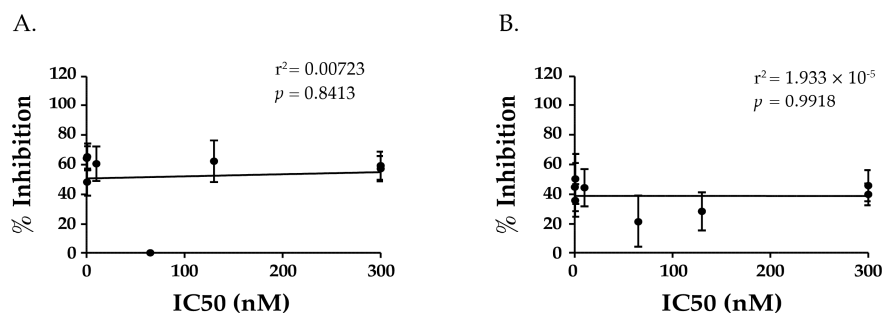 A.
r² = 0.00723
p = 0.8413
120
100
80
60
40
20
0
% Inhibition
0
100
200
300
IC50 (nM)
B.
r² = 1.933 × 10⁻⁵
p = 0.9918
120
100
80
60
40
20
0
% Inhibition
0
100
200
300
IC50 (nM)